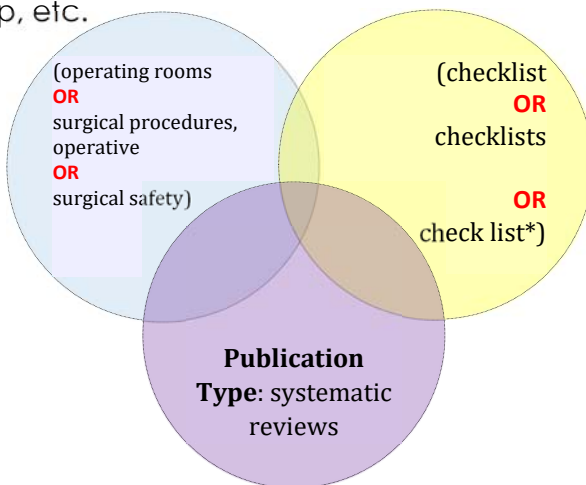 p, etc.
(operating rooms
OR
surgical procedures,
operative
OR
surgical safety)
(checklist
OR
checklists
OR
check list*)
Publication
Type: systematic
reviews